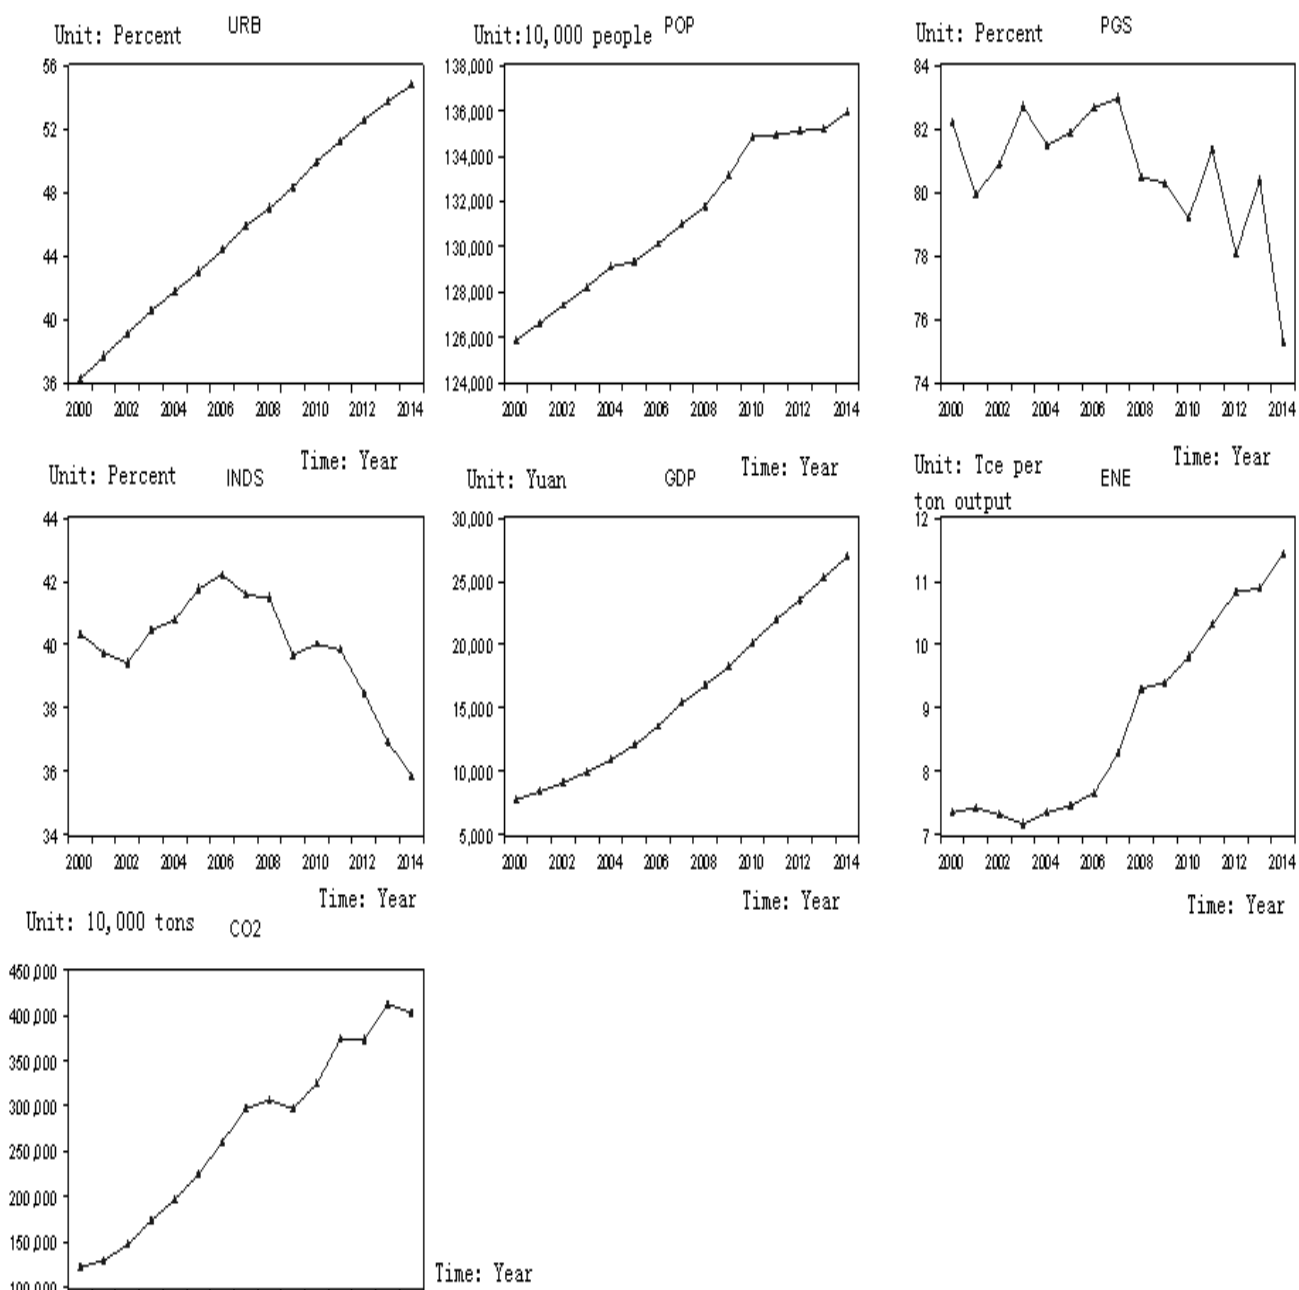 Unit: Percent URB
56
52
48
44
40
36
2000 2002 2004 2006 2008 2010 2012 2014
Time: Year
Unit:10,000 people POP
138,000
136,000
134,000
132,000
130,000
128,000
126,000
124,000
2000 2002 2004 2006 2008 2010 2012 2014
Time: Year
Unit: Percent PGS
84
82
80
78
76
74
2000 2002 2004 2006 2008 2010 2012 2014
Time: Year
Unit: Percent INDS
44
42
40
38
36
34
2000 2002 2004 2006 2008 2010 2012 2014
Time: Year
Unit: Yuan GDP
30,000
25,000
20,000
15,000
10,000
5,000
2000 2002 2004 2006 2008 2010 2012 2014
Time: Year
Unit: Tce per ENE
ton output
12
11
10
9
8
7
2000 2002 2004 2006 2008 2010 2012 2014
Time: Year
Unit: 10,000 tons CO2
450,000
400,000
350,000
300,000
250,000
200,000
150,000
100,000
Time: Year